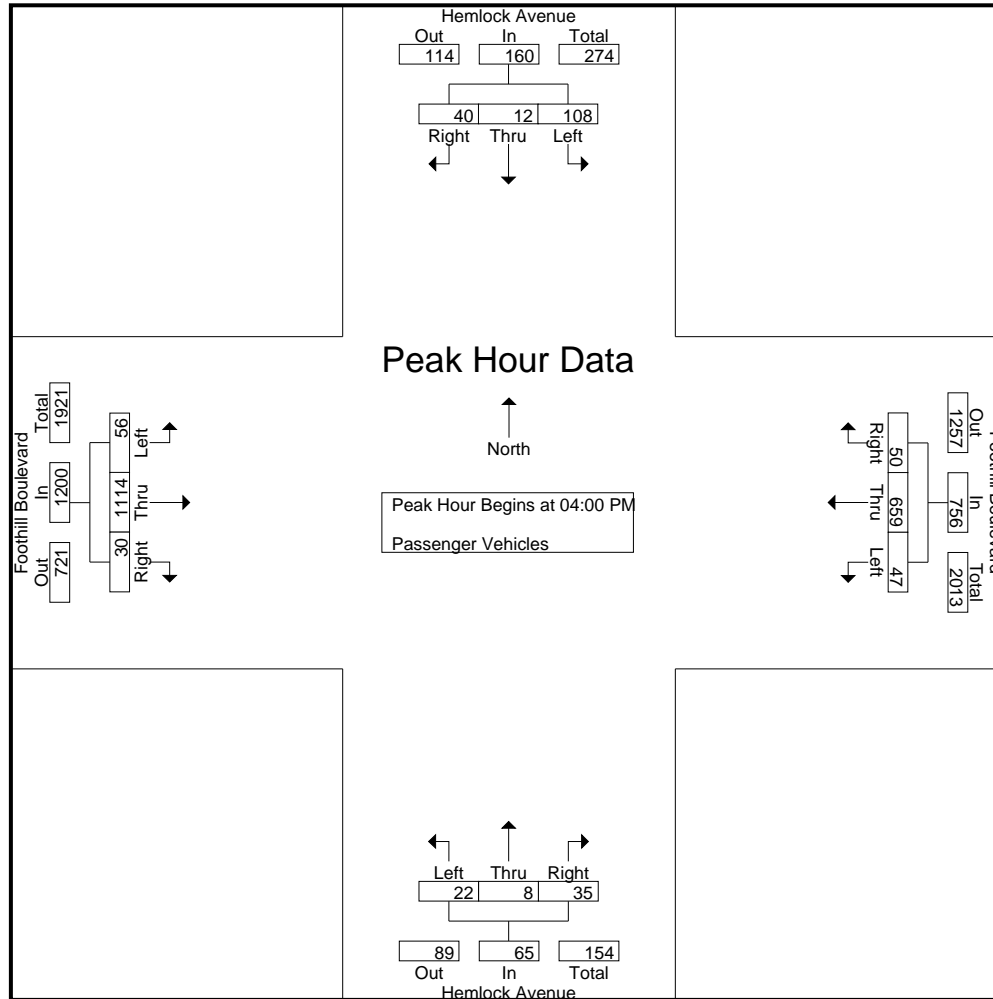 Hemlock Avenue
Out In Total
114 160 274
40 12 108
Right Thru Left
Peak Hour Data
North
Peak Hour Begins at 04:00 PM
Passenger Vehicles
Foothill Boulevard
Total In Out
1921 1200 721
56 1114 30
Left Thru Right
Foothill Boulevard
Out In Total
1257 756 2013
50 659 47
Right Thru Left
Left Thru Right
22 8 35
89 65 154
Out In Total
Hemlock Avenue